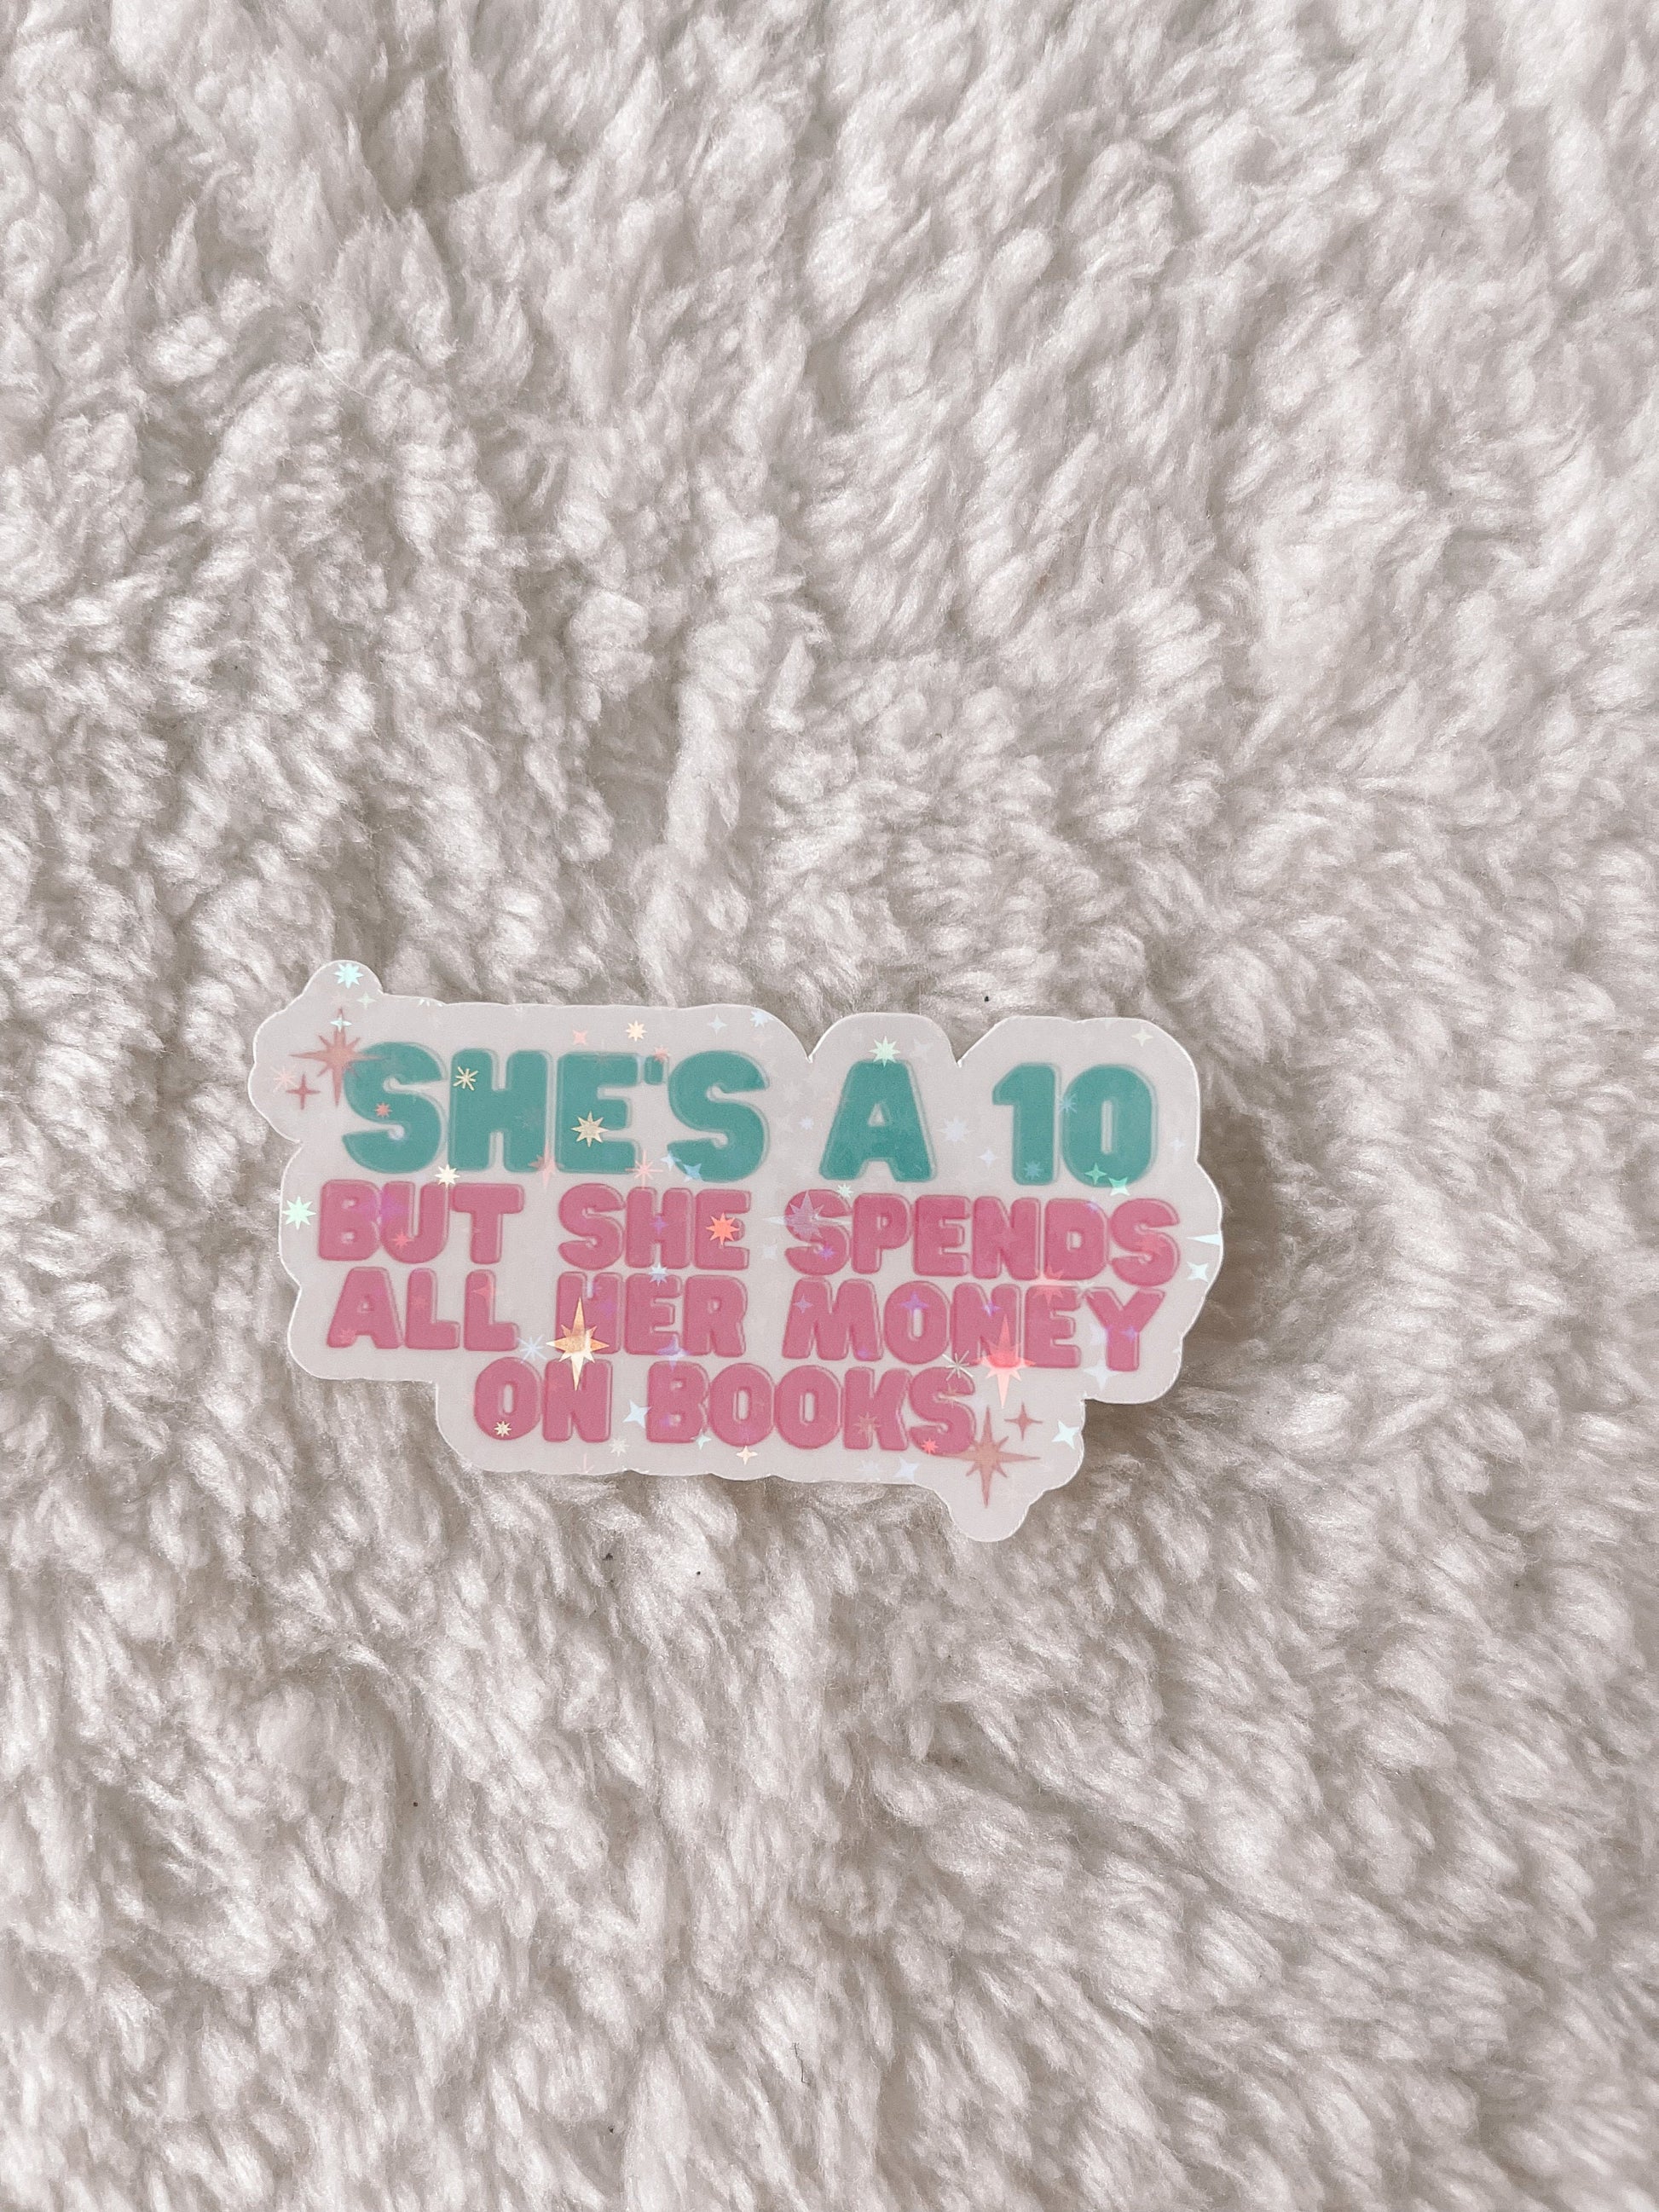 SHE'S A 10
BUT SHE SPENDS
ALL HER MONEY
ON BOOKS